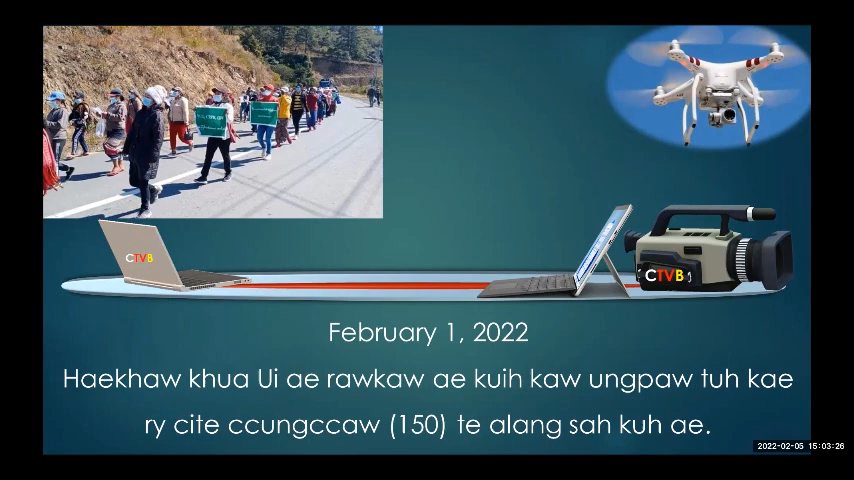 CTVB
CTVB
February 1, 2022
Haekhaw khua Ui ae rawkaw ae kuih kaw ungpaw tuh kae
ry cite ccungccaw (150) te alang sah kuh ae.
2022-02-05 15:03:26